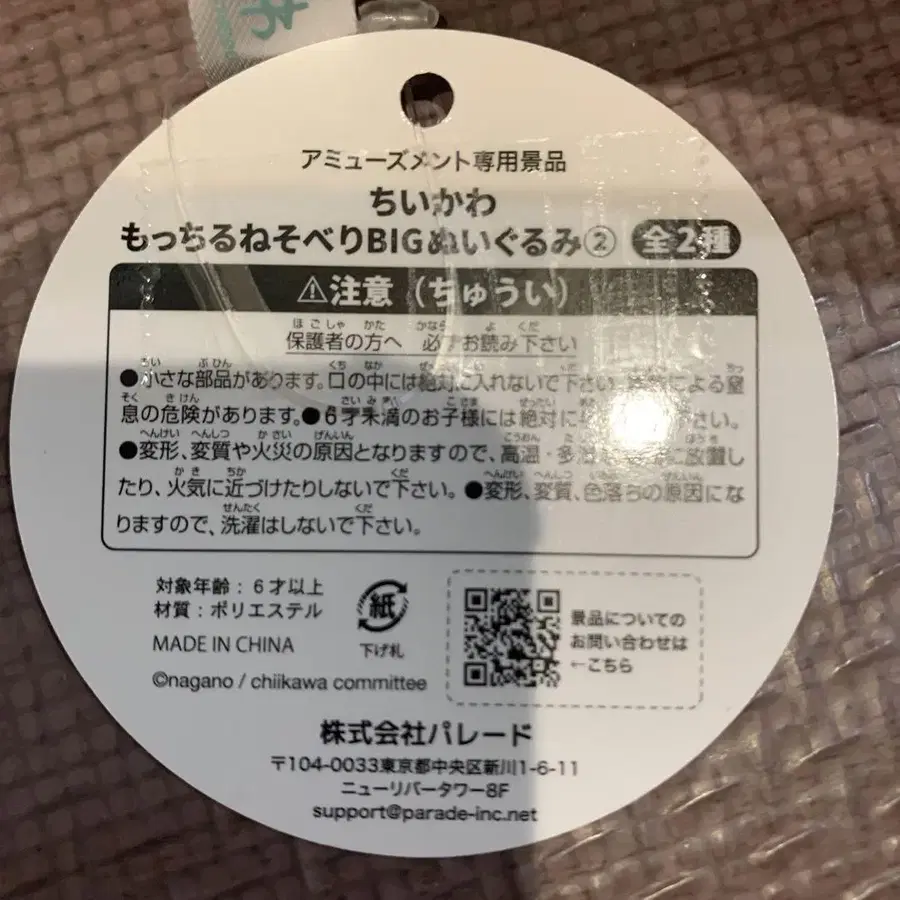 アミューズメント専用景品
ちいかわ
もっちるねそべりBIGぬいぐるみ② 全2種
⚠注意（ちゅうい）
保護者の方へ 必ずお読み下さい
●小さな部品があります。口の中には絶対に入れないで下さい。による窒
息の危険があります。●6才未満のお子様には絶対に 下さい。
●変形、変質や火災の原因となりますので、高温・多湿 に放置し
たり、火気に近づけたりしないで下さい。●変形、変質、色落ちの原因にな
りますので、洗濯はしないで下さい。
対象年齢：6才以上
材質：ポリエステル
MADE IN CHINA
©nagano / chiikawa committee
紙
下げ札
景品についての
お問い合わせは
←こちら
株式会社パレード
〒104-0033東京都中央区新川1-6-11
ニューリバータワー8F
support@parade-inc.net